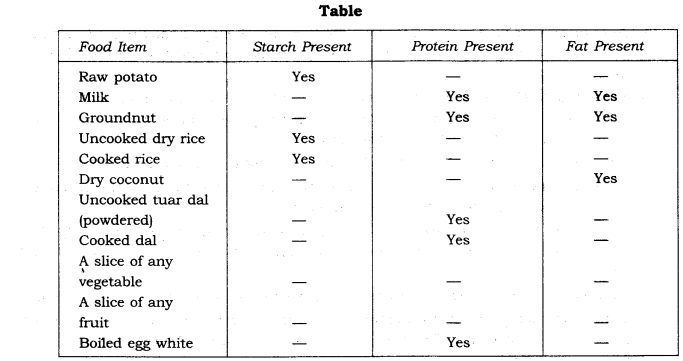 Table
Food Item Starch Present Protein Present Fat Present
Raw potato Yes — —
Milk — Yes Yes
Groundnut — Yes Yes
Uncooked dry rice Yes — —
Cooked rice Yes — —
Dry coconut — — Yes
Uncooked tuar dal
(powdered) — Yes —
Cooked dal — Yes —
A slice of any
vegetable — — —
A slice of any
fruit — — —
Boiled egg white — Yes —